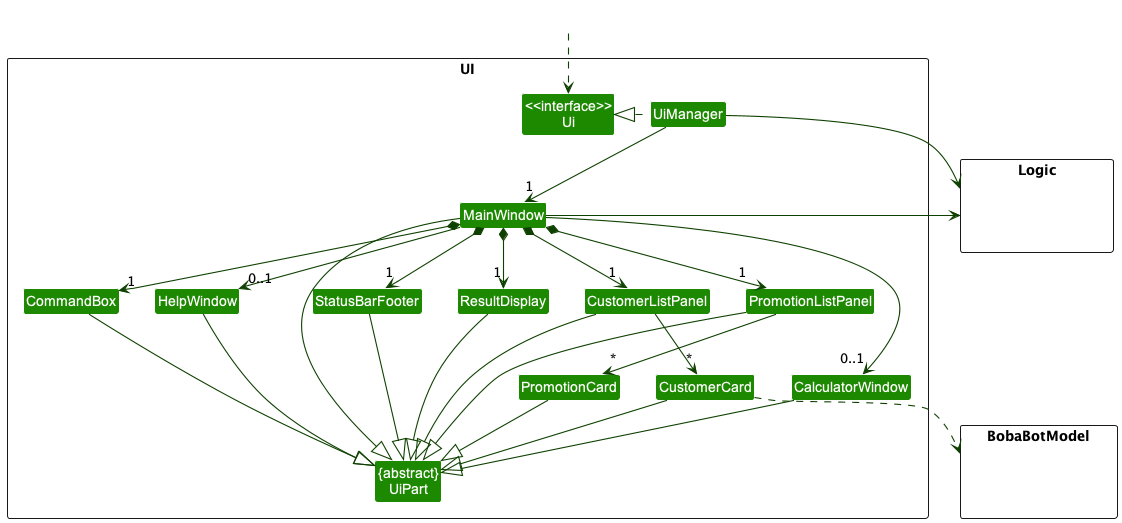 UI
<<interface>>
Ui
UiManager
Logic
1
MainWindow
1
0..1
1
1
1
1
CommandBox
HelpWindow
StatusBarFooter
ResultDisplay
CustomerListPanel
PromotionListPanel
*
*
0..1
PromotionCard
CustomerCard
CalculatorWindow
BobaBotModel
{abstract}
UiPart